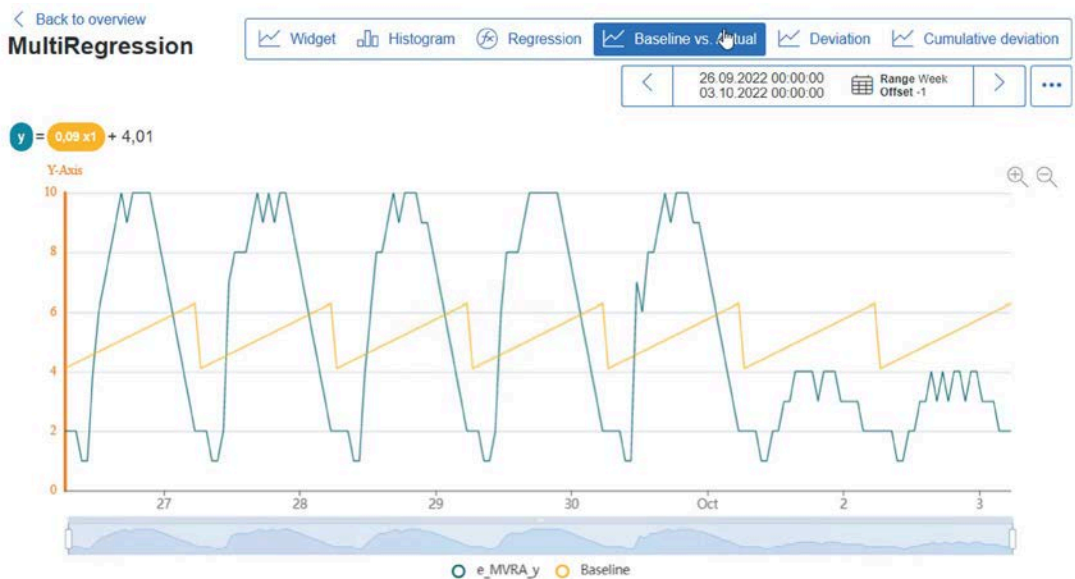 Back to overview
MultiRegression
Widget
Histogram
Regression
Baseline vs. Actual
Deviation
Cumulative deviation
26.09.2022 00:00:00
03.10.2022 00:00:00
Range Week
Offset -1
y = 0,09 x1 + 4,01
Y-Axis
10
8
6
4
2
0
27 28 29 30 Oct 2 3
e_MVRA_y Baseline